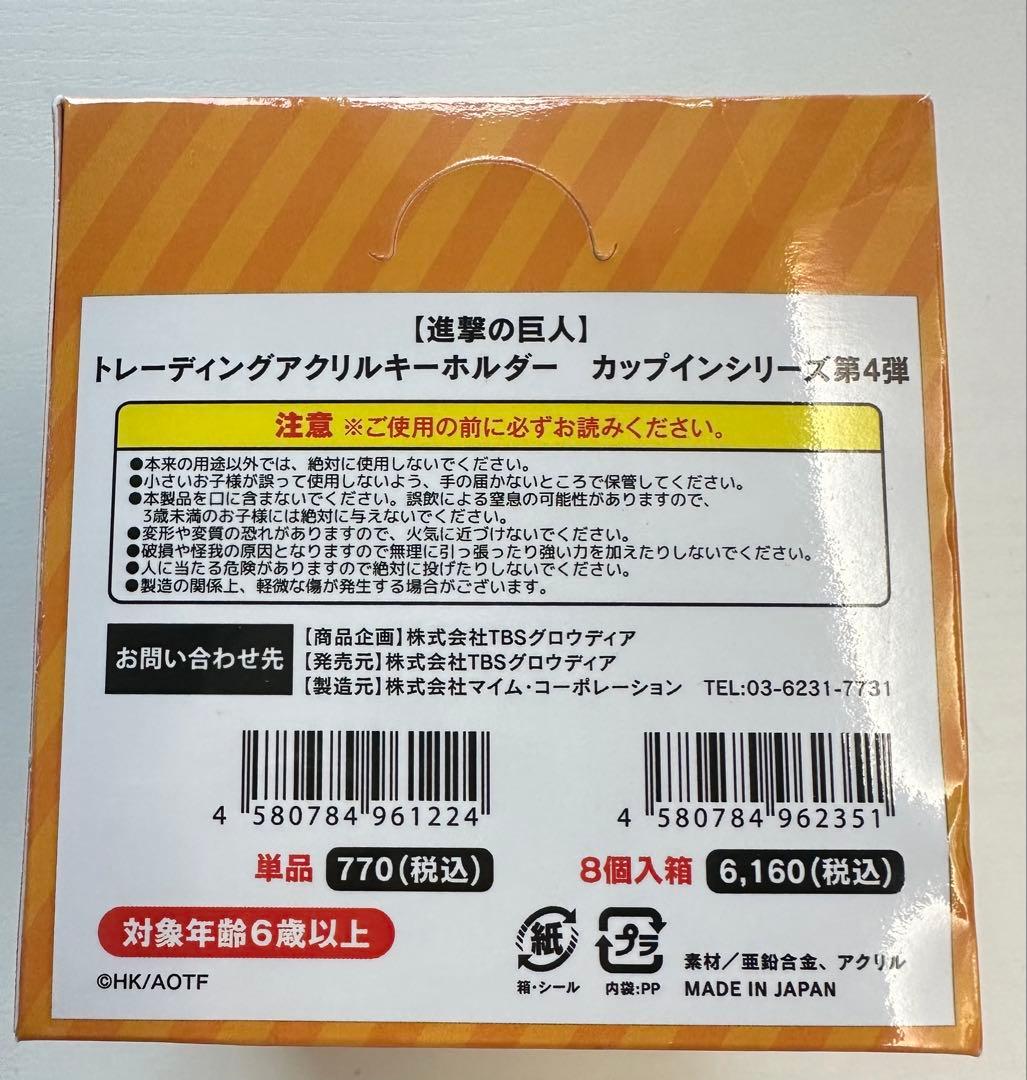 【進撃の巨人】
トレーディングアクリルキーホルダー　カップインシリーズ第4弾
注意 ※ご使用の前に必ずお読みください。
●本来の用途以外では、絶対に使用しないでください。
●小さいお子様が誤って使用しないよう、手の届かないところで保管してください。
●本製品を口に含まないでください。誤飲による窒息の可能性がありますので、
3歳未満のお子様には絶対に与えないでください。
●変形や変質の恐れがありますので、火気に近づけないでください。
●破損や怪我の原因となりますので無理に引っ張ったり強い力を加えたりしないでください。
●人に当たる危険がありますので絶対に投げたりしないでください。
●製造の関係上、軽微な傷が発生する場合がございます。
お問い合わせ先
【商品企画】株式会社TBSグロウディア
【発売元】株式会社TBSグロウディア
【製造元】株式会社マイム・コーポレーション　TEL:03-6231-7731
4 580784 961224
4 580784 962351
単品 770(税込)
8個入箱 6,160(税込)
対象年齢6歳以上
©HK/AOTF
紙
箱・シール
プラ
内袋:PP
素材／亜鉛合金、アクリル
MADE IN JAPAN